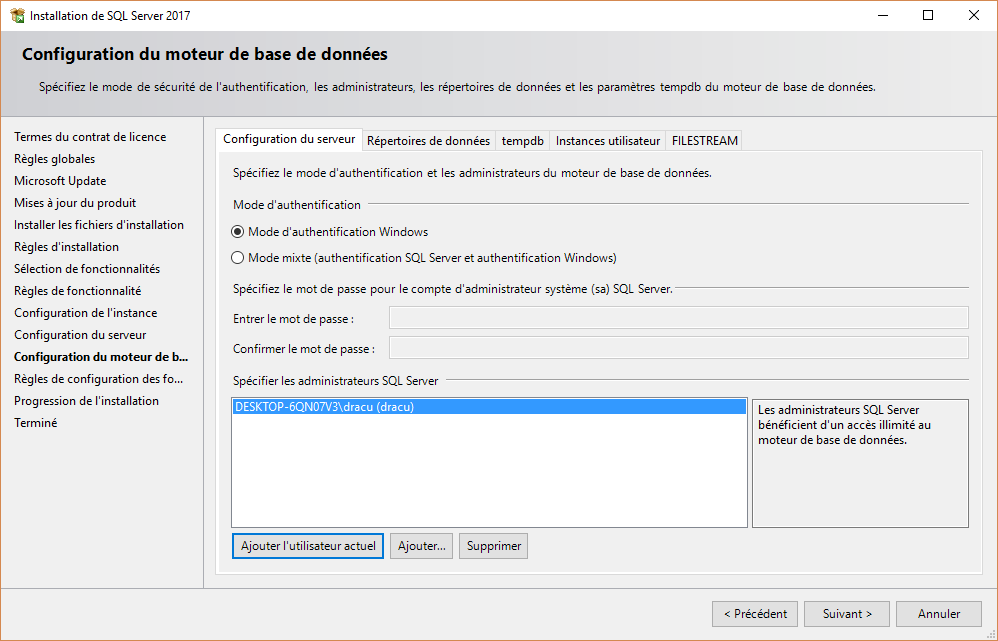 Installation de SQL Server 2017
Configuration du moteur de base de données
Spécifiez le mode de sécurité de l'authentification, les administrateurs, les répertoires de données et les paramètres tempdb du moteur de base de données.
Termes du contrat de licence
Règles globales
Microsoft Update
Mises à jour du produit
Installer les fichiers d'installation
Règles d'installation
Sélection de fonctionnalités
Règles de fonctionnalité
Configuration de l'instance
Configuration du serveur
Configuration du moteur de b...
Règles de configuration des fo...
Progression de l'installation
Terminé
Configuration du serveur Répertoires de données tempdb Instances utilisateur FILESTREAM
Spécifiez le mode d'authentification et les administrateurs du moteur de base de données.
Mode d'authentification
Mode d'authentification Windows
Mode mixte (authentification SQL Server et authentification Windows)
Spécifiez le mot de passe pour le compte d'administrateur système (sa) SQL Server.
Entrer le mot de passe :
Confirmer le mot de passe :
Spécifier les administrateurs SQL Server
DESKTOP-6QN07V3\dracu (dracu)
Les administrateurs SQL Server
bénéficient d'un accès illimité au
moteur de base de données.
Ajouter l'utilisateur actuel Ajouter... Supprimer
< Précédent Suivant > Annuler